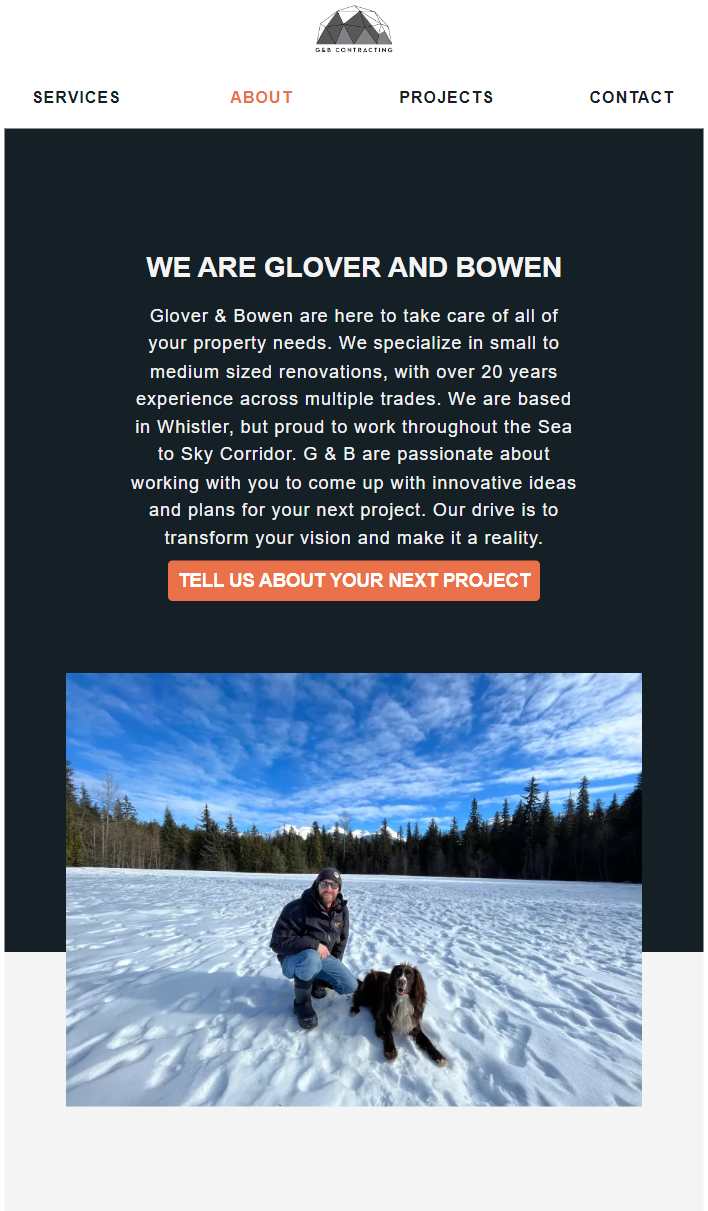 G&B CONTRACTING
SERVICES ABOUT PROJECTS CONTACT
WE ARE GLOVER AND BOWEN
Glover & Bowen are here to take care of all of
your property needs. We specialize in small to
medium sized renovations, with over 20 years
experience across multiple trades. We are based
in Whistler, but proud to work throughout the Sea
to Sky Corridor. G & B are passionate about
working with you to come up with innovative ideas
and plans for your next project. Our drive is to
transform your vision and make it a reality.
TELL US ABOUT YOUR NEXT PROJECT